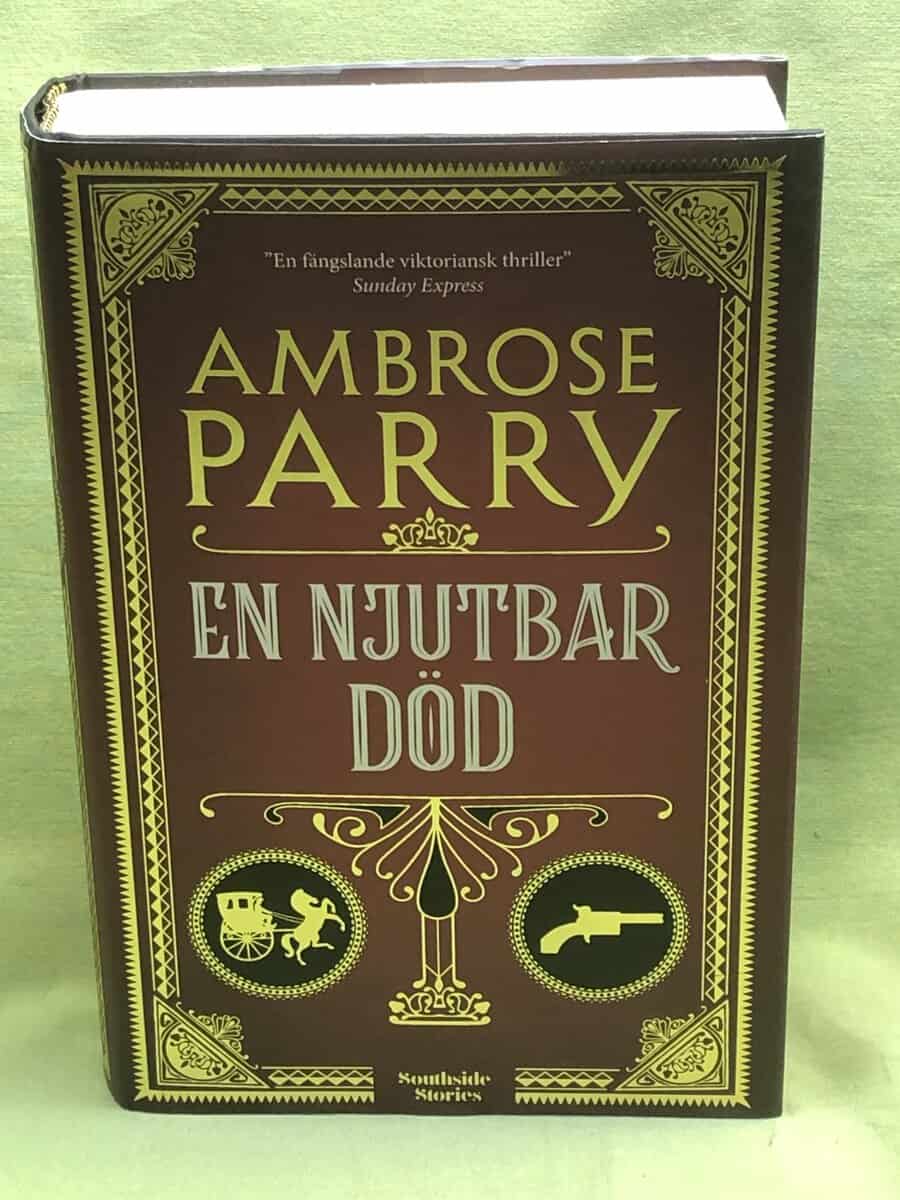 ”En fängslande viktoriansk thriller”
Sunday Express
AMBROSE
PARRY
EN NJUTBAR
DÖD
Southside
Stories